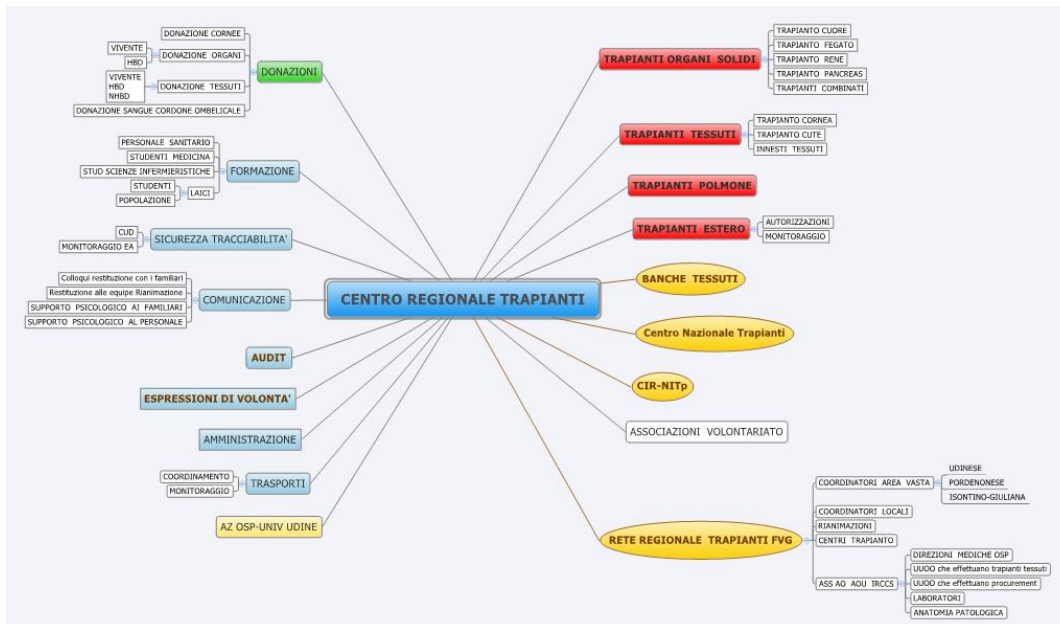 DONAZIONE CORNEE
VIVENTE
HBD
DONAZIONE ORGANI
VIVENTE
HBD
NHBD
DONAZIONE TESSUTI
DONAZIONE SANGUE CORDONE OMBELICALE
DONAZIONI
PERSONALE SANITARIO
STUDENTI MEDICINA
STUD SCIENZE INFERMIERISTICHE
STUDENTI
POPOLAZIONE
LAICI
FORMAZIONE
CUD
MONITORAGGIO EA
SICUREZZA TRACCIABILITA'
Colloqui restituzione con i familiari
Restituzione alle equipe Rianimazione
SUPPORTO PSICOLOGICO AI FAMILIARI
SUPPORTO PSICOLOGICO AL PERSONALE
COMUNICAZIONE
AUDIT
ESPRESSIONI DI VOLONTA'
AMMINISTRAZIONE
COORDINAMENTO
MONITORAGGIO
TRASPORTI
AZ OSP-UNIV UDINE
CENTRO REGIONALE TRAPIANTI
TRAPIANTI ORGANI SOLIDI
TRAPIANTO CUORE
TRAPIANTO FEGATO
TRAPIANTO RENE
TRAPIANTO PANCREAS
TRAPIANTI COMBINATI
TRAPIANTI TESSUTI
TRAPIANTO CORNEA
TRAPIANTO CUTE
INNESTI TESSUTI
TRAPIANTI POLMONE
TRAPIANTI ESTERO
AUTORIZZAZIONI
MONITORAGGIO
BANCHE TESSUTI
Centro Nazionale Trapianti
CIR-NITp
ASSOCIAZIONI VOLONTARIATO
RETE REGIONALE TRAPIANTI FVG
COORDINATORI AREA VASTA
UDINESE
PORDENONESE
ISONTINO-GIULIANA
COORDINATORI LOCALI
RIANIMAZIONI
CENTRI TRAPIANTO
ASS AO AOU IRCCS
DIREZIONI MEDICHE OSP
UUOO che effettuano trapianti tessuti
UUOO che effettuano procurement
LABORATORI
ANATOMIA PATOLOGICA